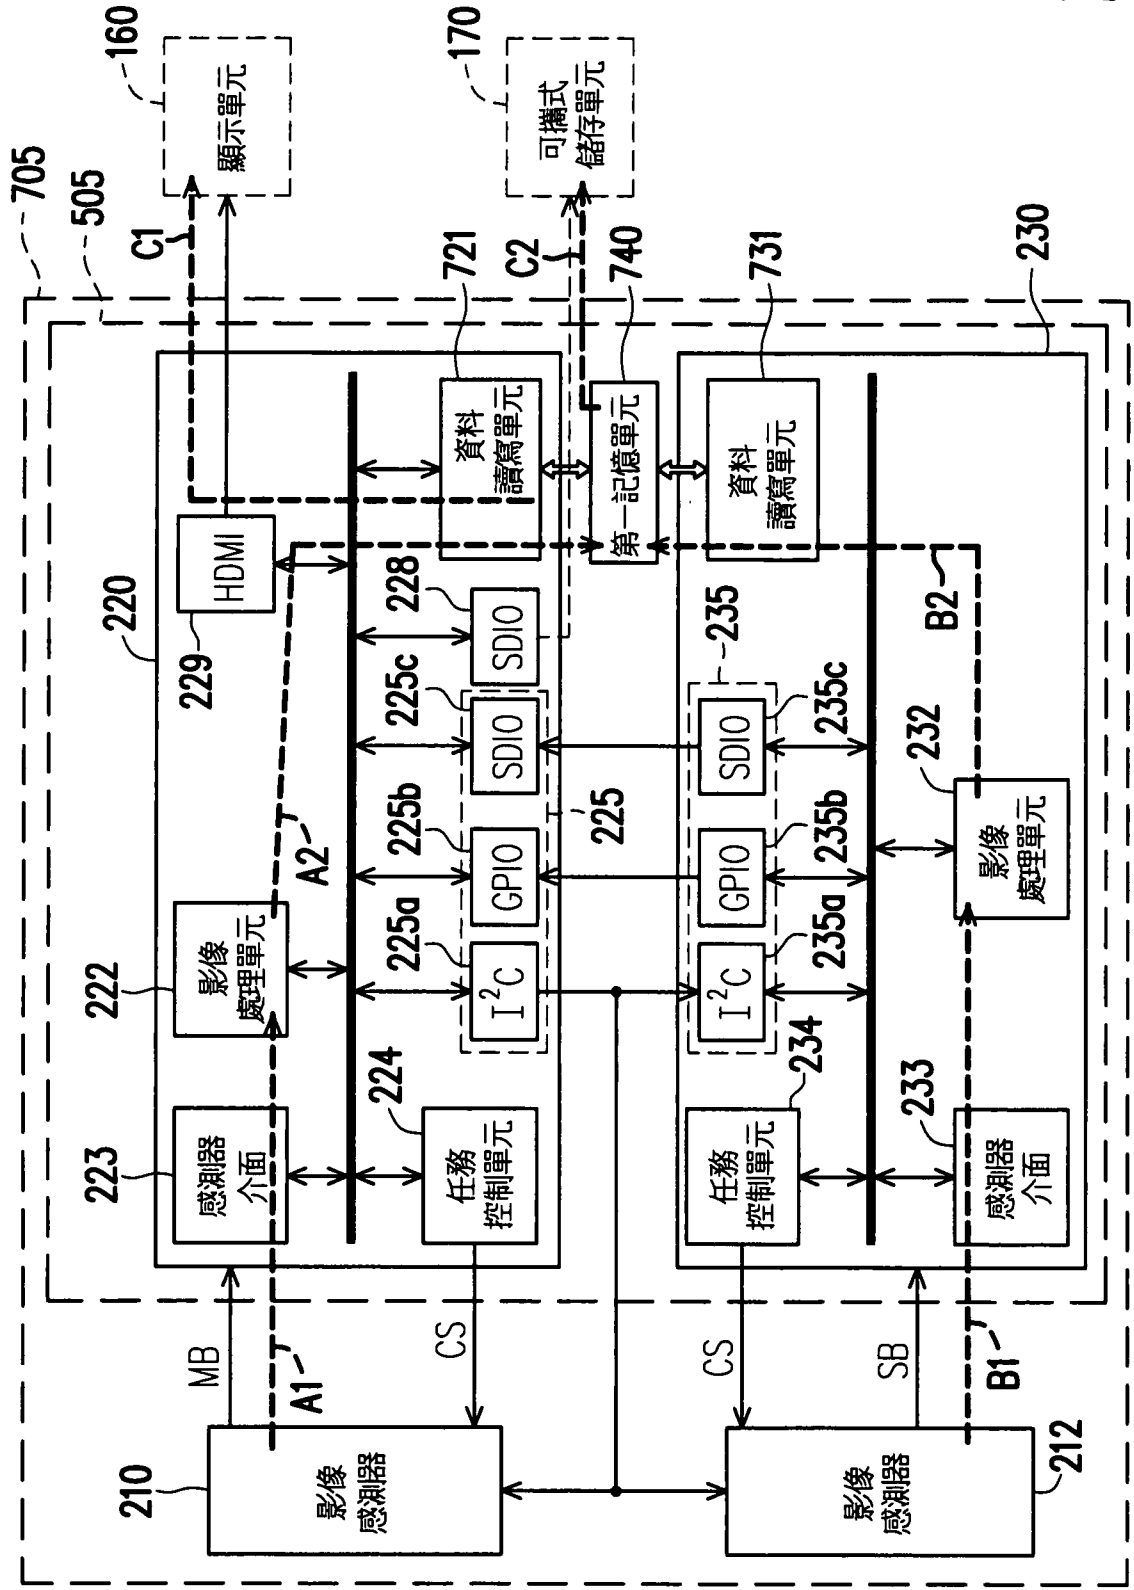 705
505
160
顯示單元
C1
170
可攜式
儲存單元
C2
220
229
HDMI
721
資料
讀寫單元
740
第一記憶單元
731
資料
讀寫單元
230
222
影像
處理單元
A2
228
SDIO
225c
SDIO
225b
GPIO
225a
I²C
225
223
感測器
介面
224
任務
控制單元
235
235c
SDIO
235b
GPIO
235a
I²C
234
任務
控制單元
232
影像
處理單元
B2
233
感測器
介面
MB
A1
CS
CS
SB
B1
210
影像
感測器
212
影像
感測器